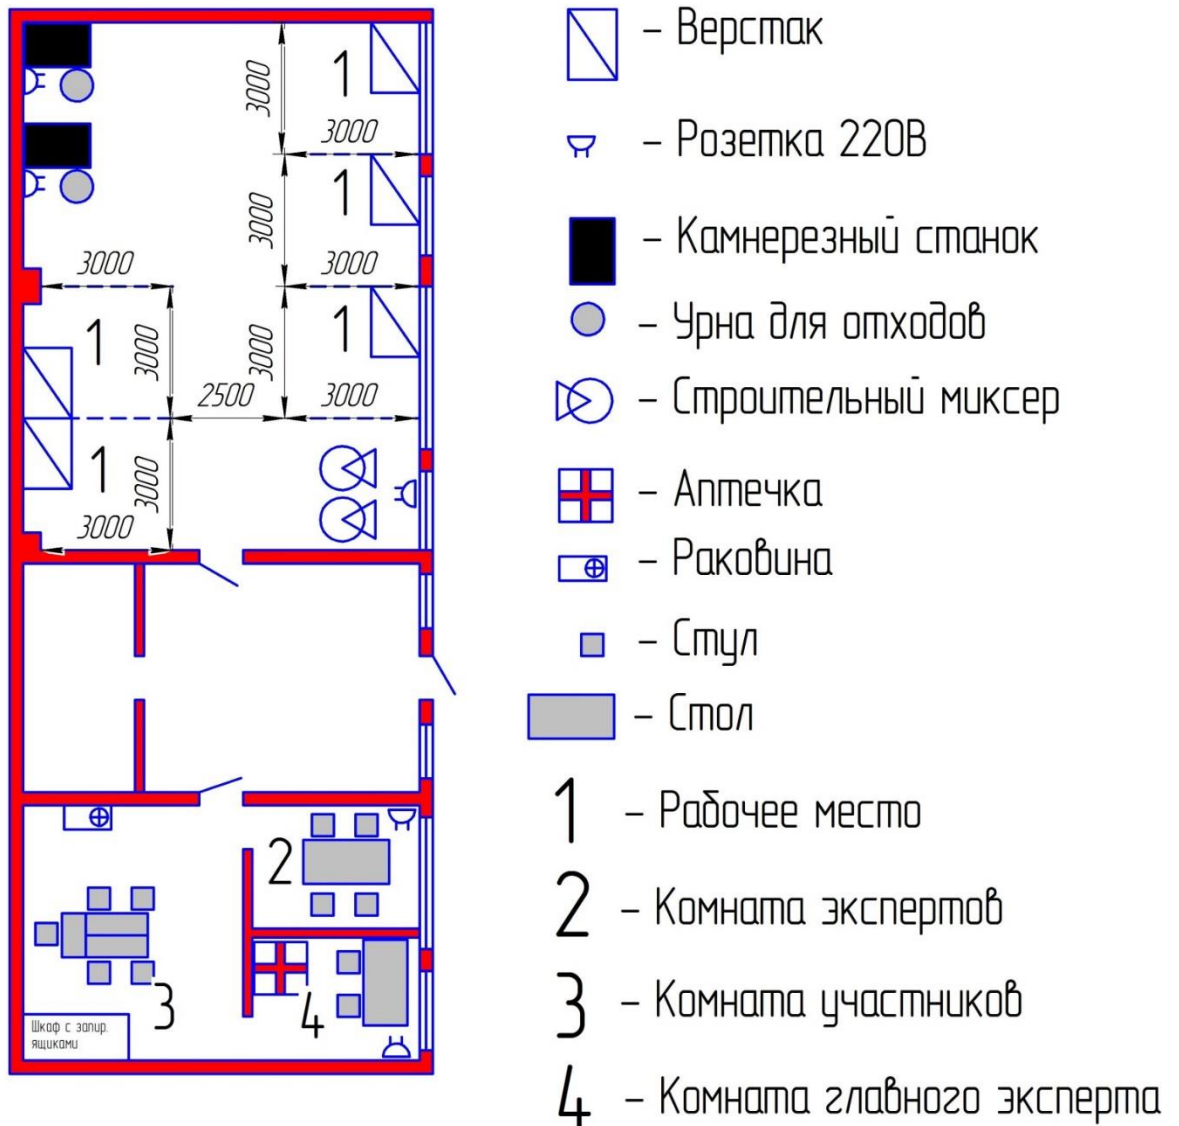 3000
1
3000
3000
1
3000
3000
1
3000
3000
1
3000
2500
3000
1
3000
3000
2
3
4
Шкаф с запир.
ящиками
– Верстак
– Розетка 220В
– Камнерезный станок
– Урна для отходов
– Строительный миксер
– Аптечка
– Раковина
– Стул
– Стол
1 – Рабочее место
2 – Комната экспертов
3 – Комната участников
4 – Комната главного эксперта